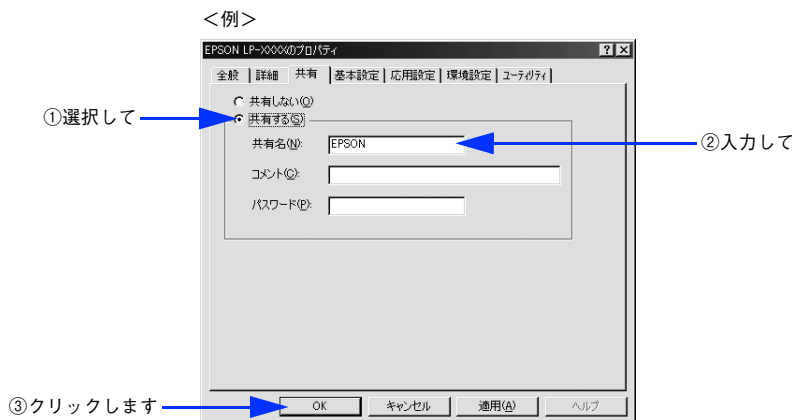 ＜例＞
EPSON LP-XXXXのプロパティ
全般 詳細 共有 基本設定 応用設定 環境設定 ユーティリティ
共有しない(O)
①選択して
共有する(S)
共有名(N): EPSON
②入力して
コメント(C):
パスワード(P):
③クリックします
OK キャンセル 適用(A) ヘルプ